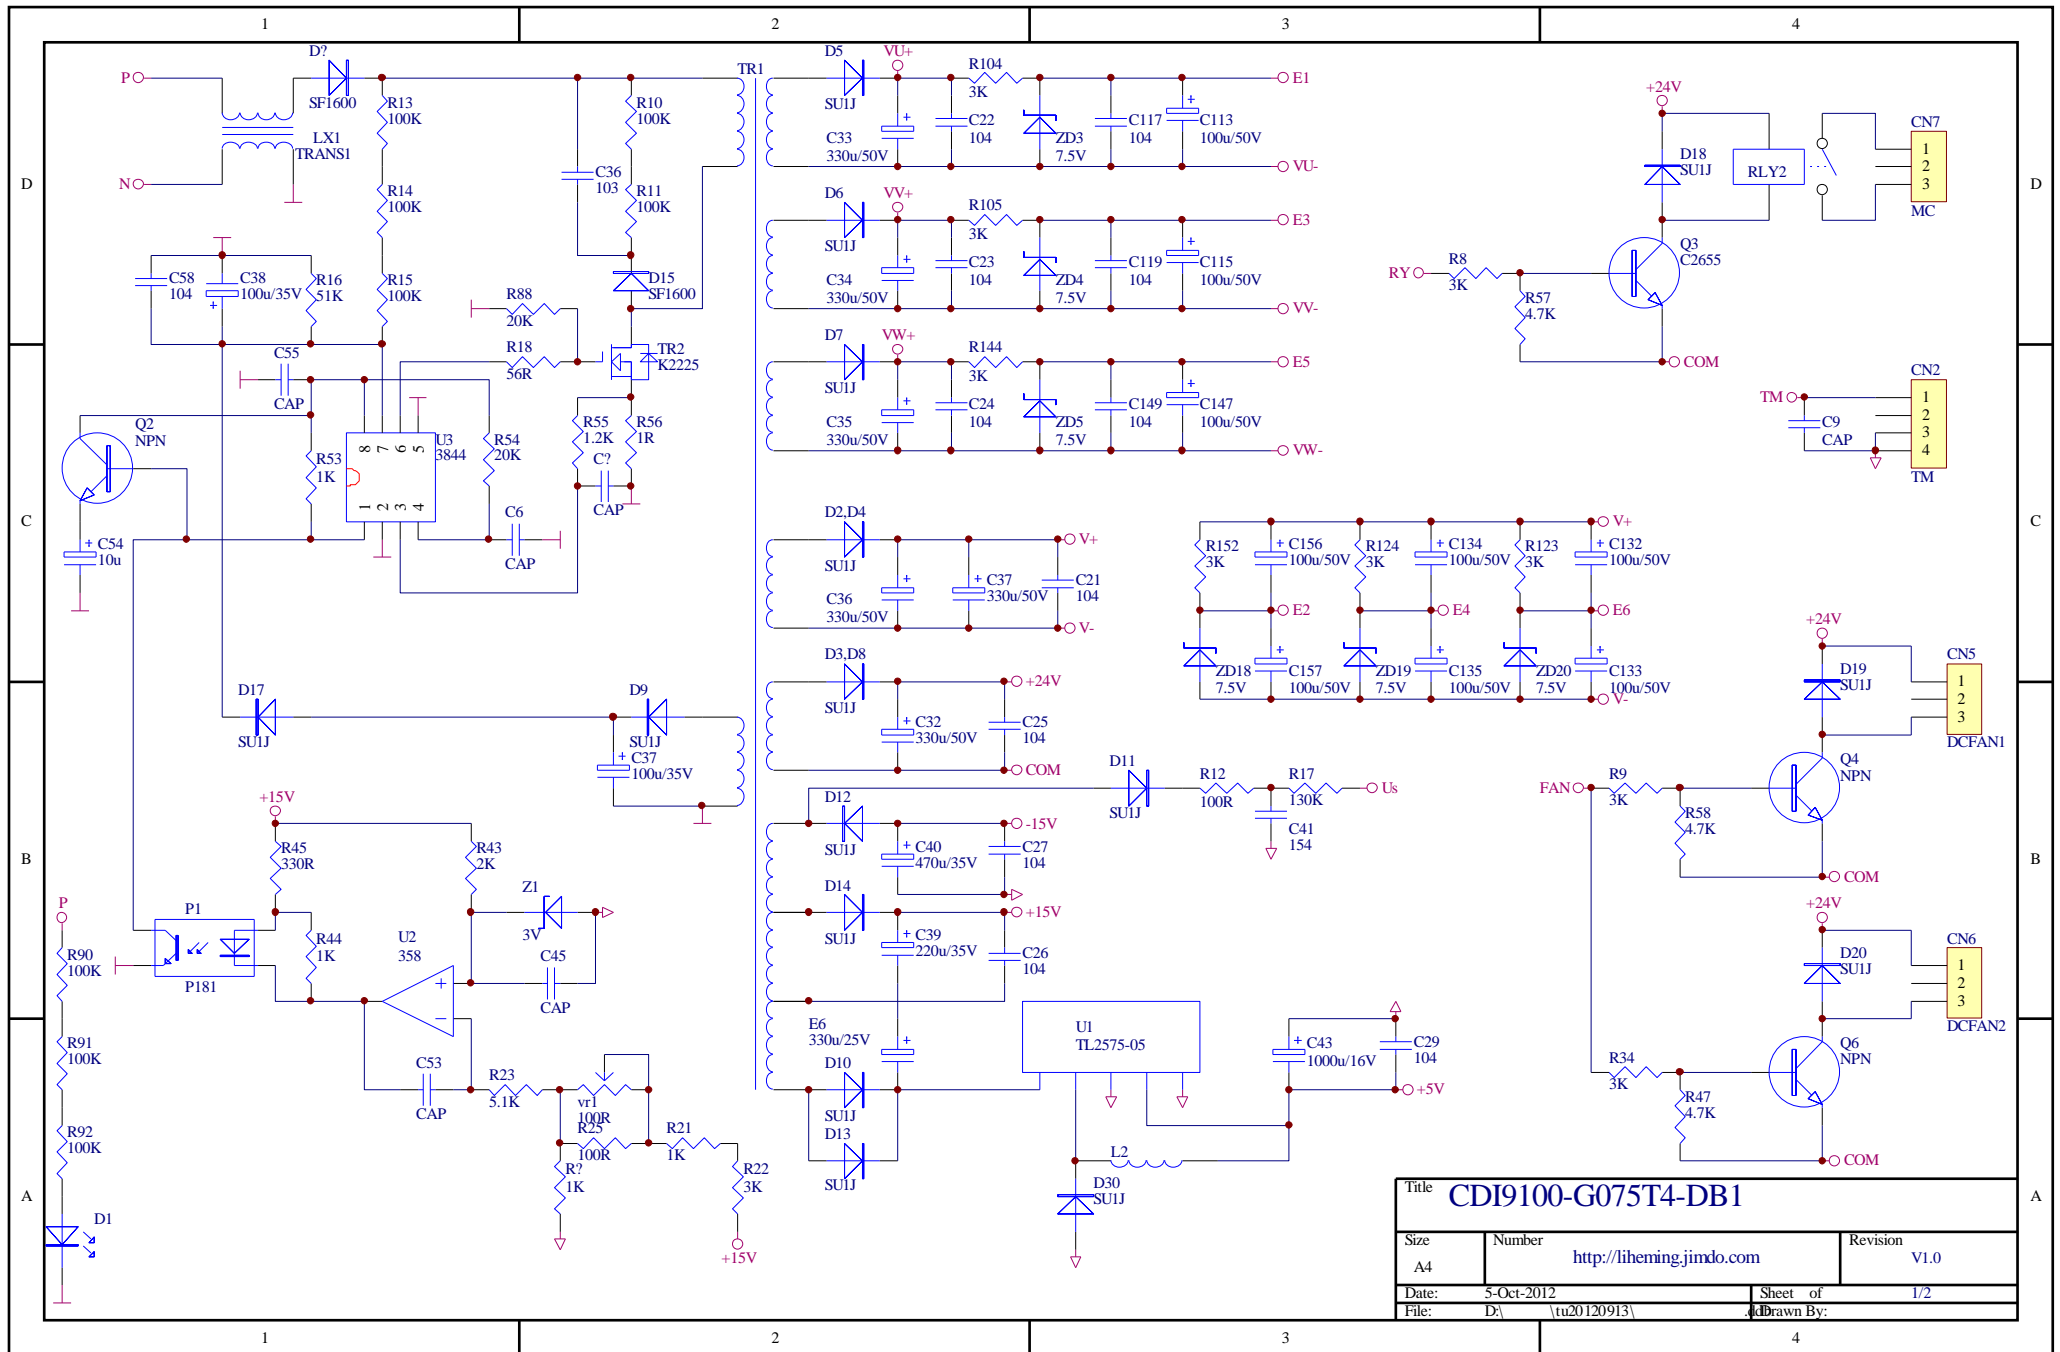 1 2 3 4
D C B A
P
N
D?
SF1600
LX1
TRANS1
R13
100K
R14
100K
R15
100K
R10
100K
R11
100K
C36
103
D15
SF1600
TR1
C58
104
C38
100u/35V
R16
51K
R88
20K
R18
56R
TR2
K2225
C55
CAP
Q2
NPN
U3
3844
8 7 6 5
1 2 3 4
R53
1K
R54
20K
R55
1.2K
R56
1R
C?
CAP
C6
CAP
C54
10u
D17
SU1J
D9
SU1J
C37
100u/35V
+15V
R45
330R
R43
2K
Z1
3V
C45
CAP
P1
P181
R44
1K
U2
358
P
R90
100K
R91
100K
R92
100K
D1
C53
CAP
R23
5.1K
vr1
100R
R25
100R
R?
1K
R21
1K
R22
3K
+15V
D5
SU1J
VU+
C33
330u/50V
C22
104
R104
3K
ZD3
7.5V
C117
104
C113
100u/50V
E1
VU-
D6
SU1J
VV+
C34
330u/50V
C23
104
R105
3K
ZD4
7.5V
C119
104
C115
100u/50V
E3
VV-
D7
SU1J
VW+
C35
330u/50V
C24
104
R144
3K
ZD5
7.5V
C149
104
C147
100u/50V
E5
VW-
D2,D4
SU1J
C36
330u/50V
C37
330u/50V
C21
104
V+
V-
D3,D8
SU1J
C32
330u/50V
C25
104
+24V
COM
D11
SU1J
R12
100R
R17
130K
Us
C41
154
D12
SU1J
C40
470u/35V
C27
104
-15V
D14
SU1J
C39
220u/35V
C26
104
+15V
E6
330u/25V
D10
SU1J
D13
SU1J
U1
TL2575-05
L2
D30
SU1J
C43
1000u/16V
C29
104
+5V
R152
3K
C156
100u/50V
R124
3K
C134
100u/50V
R123
3K
C132
100u/50V
V+
E2
E4
E6
ZD18
7.5V
C157
100u/50V
ZD19
7.5V
C135
100u/50V
ZD20
7.5V
C133
100u/50V
V-
+24V
D18
SU1J
RLY2
CN7
1
2
3
MC
RY
R8
3K
R57
4.7K
Q3
C2655
COM
TM
C9
CAP
CN2
1
2
3
4
TM
+24V
D19
SU1J
CN5
1
2
3
DCFAN1
FAN
R9
3K
R58
4.7K
Q4
NPN
COM
+24V
D20
SU1J
CN6
1
2
3
DCFAN2
R34
3K
R47
4.7K
Q6
NPN
COM
Title CDI9100-G075T4-DB1
Size
A4
Number
http://liheming.jimdo.com
Revision
V1.0
Date: 5-Oct-2012 Sheet of 1/2
File: D:\ \tu20120913\ .ddb Drawn By:
1 2 3 4
D C B A